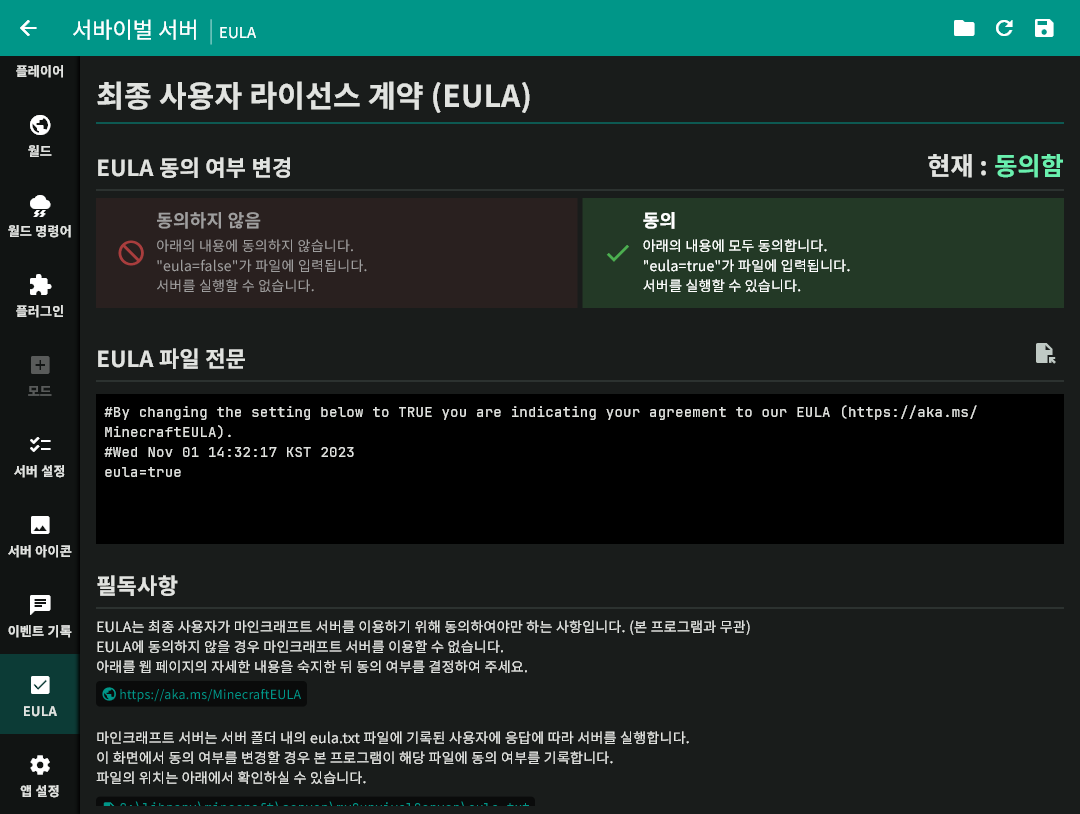 서바이벌 서버
EULA
플레이어
월드
월드 명령어
플러그인
모드
서버 설정
서버 아이콘
이벤트 기록
EULA
앱 설정
최종 사용자 라이선스 계약 (EULA)
EULA 동의 여부 변경
현재 : 동의함
동의하지 않음
아래의 내용에 동의하지 않습니다.
"eula=false"가 파일에 입력됩니다.
서버를 실행할 수 없습니다.
동의
아래의 내용에 모두 동의합니다.
"eula=true"가 파일에 입력됩니다.
서버를 실행할 수 있습니다.
EULA 파일 전문
#By changing the setting below to TRUE you are indicating your agreement to our EULA (https://aka.ms/
MinecraftEULA).
#Wed Nov 01 14:32:17 KST 2023
eula=true
필독사항
EULA는 최종 사용자가 마인크래프트 서버를 이용하기 위해 동의하여야만 하는 사항입니다. (본 프로그램과 무관)
EULA에 동의하지 않을 경우 마인크래프트 서버를 이용할 수 없습니다.
아래를 웹 페이지의 자세한 내용을 숙지한 뒤 동의 여부를 결정하여 주세요.
https://aka.ms/MinecraftEULA
마인크래프트 서버는 서버 폴더 내의 eula.txt 파일에 기록된 사용자에 응답에 따라 서버를 실행합니다.
이 화면에서 동의 여부를 변경할 경우 본 프로그램이 해당 파일에 동의 여부를 기록합니다.
파일의 위치는 아래에서 확인하실 수 있습니다.